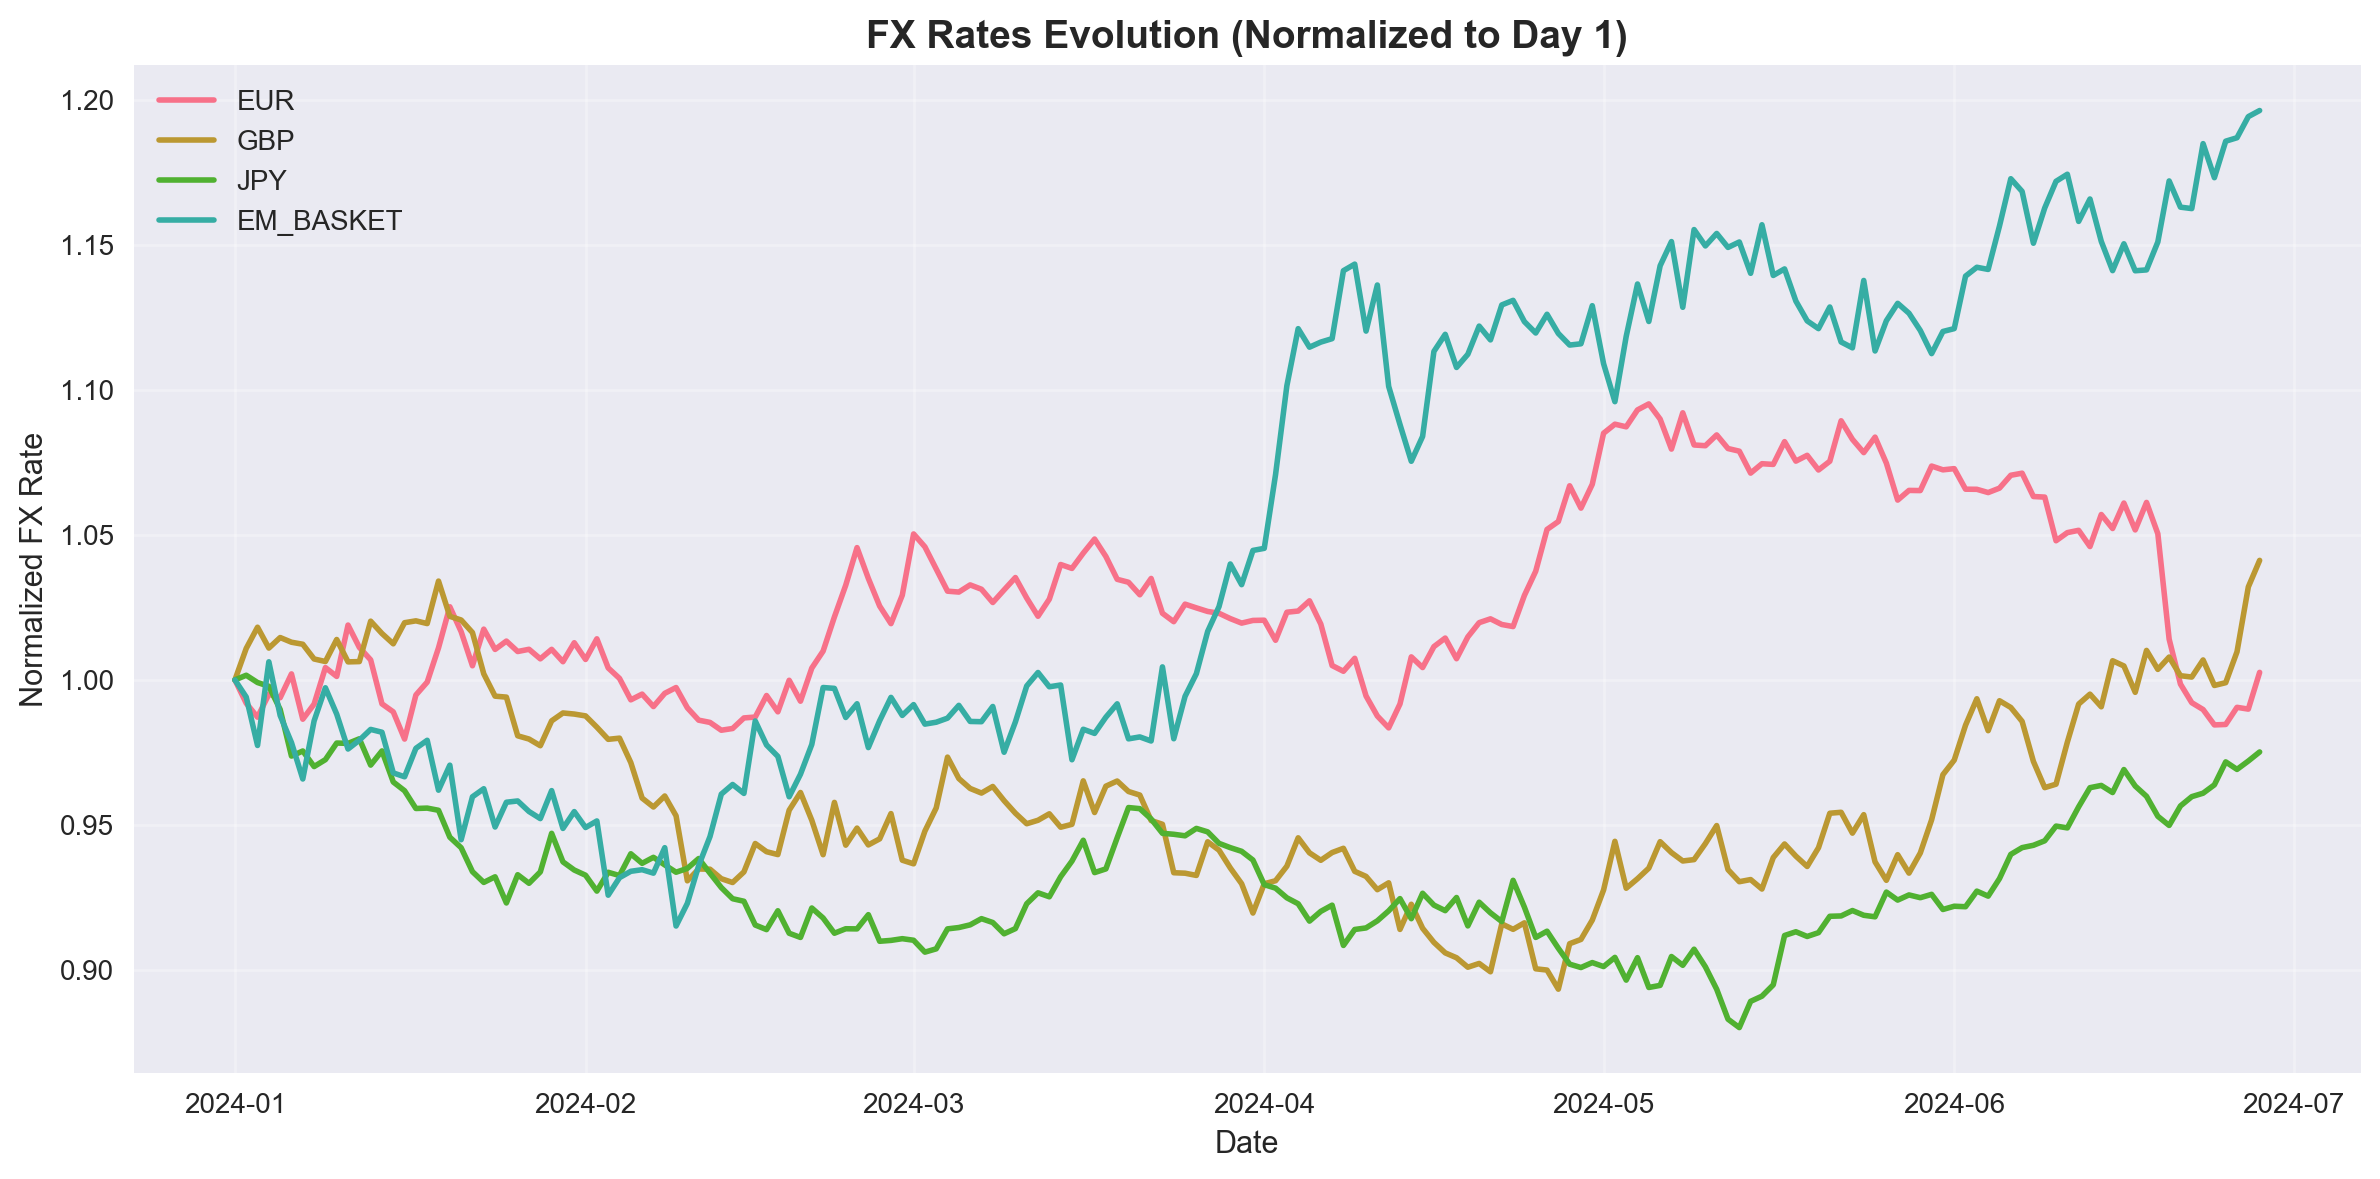 FX Rates Evolution (Normalized to Day 1)
EUR
GBP
JPY
EM_BASKET
Normalized FX Rate
1.20
1.15
1.10
1.05
1.00
0.95
0.90
2024-01 2024-02 2024-03 2024-04 2024-05 2024-06 2024-07
Date